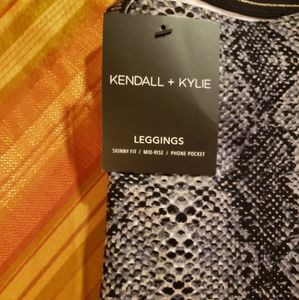 KENDALL + KYLIE
LEGGINGS
SKINNY FIT / MID-RISE / PHONE POCKET